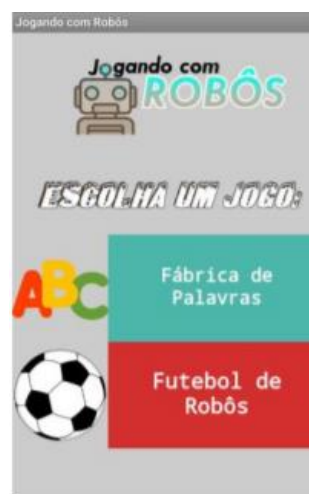 Jogando com Robôs
Jogando com
ROBÔS
ESCOLHA UM JOGO:
ABC
Fábrica de
Palavras
Futebol de
Robôs